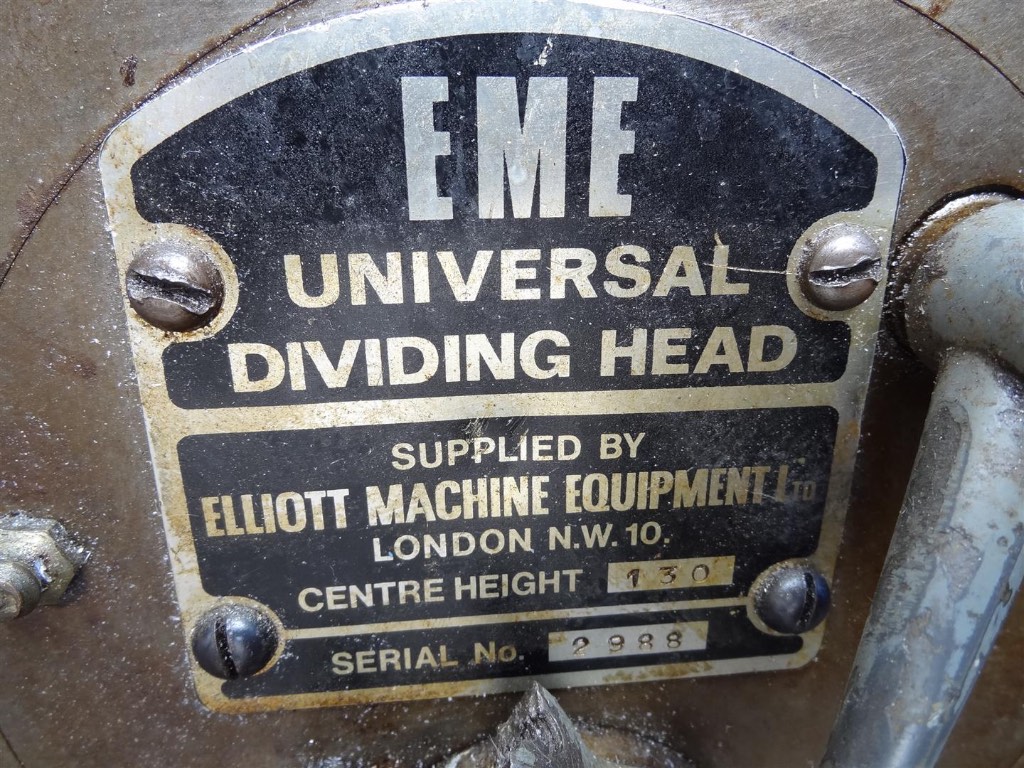 EME
UNIVERSAL
DIVIDING HEAD
SUPPLIED BY
ELLIOTT MACHINE EQUIPMENT LTD
LONDON N.W. 10.
CENTRE HEIGHT 130
SERIAL No. 2988